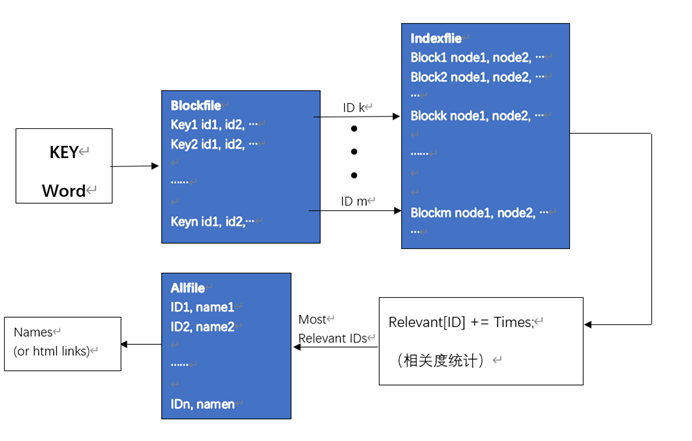 KEY
Word
Blockfile
Key1 id1, id2, …
Key2 id1, id2, …
……
Keyn id1, id2,…
ID k
ID m
Indexflie
Block1 node1, node2, …
Block2 node1, node2, …
…
Blockk node1, node2, …
……
Blockm node1, node2, …
…
Relevant[ID] += Times;
（相关度统计）
Most
Relevant IDs
Allfile
ID1, name1
ID2, name2
……
IDn, namen
Names
(or html links)